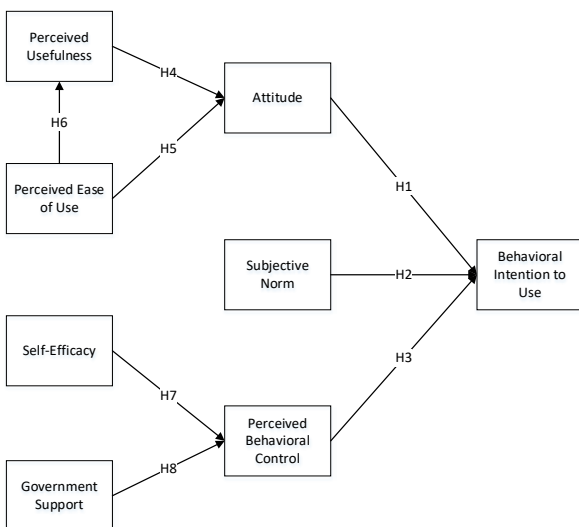 Perceived
Usefulness
H4
Attitude
H6
H5
Perceived Ease
of Use
H1
Subjective
Norm
H2
Behavioral
Intention to
Use
Self-Efficacy
H3
H7
Perceived
Behavioral
Control
H8
Government
Support